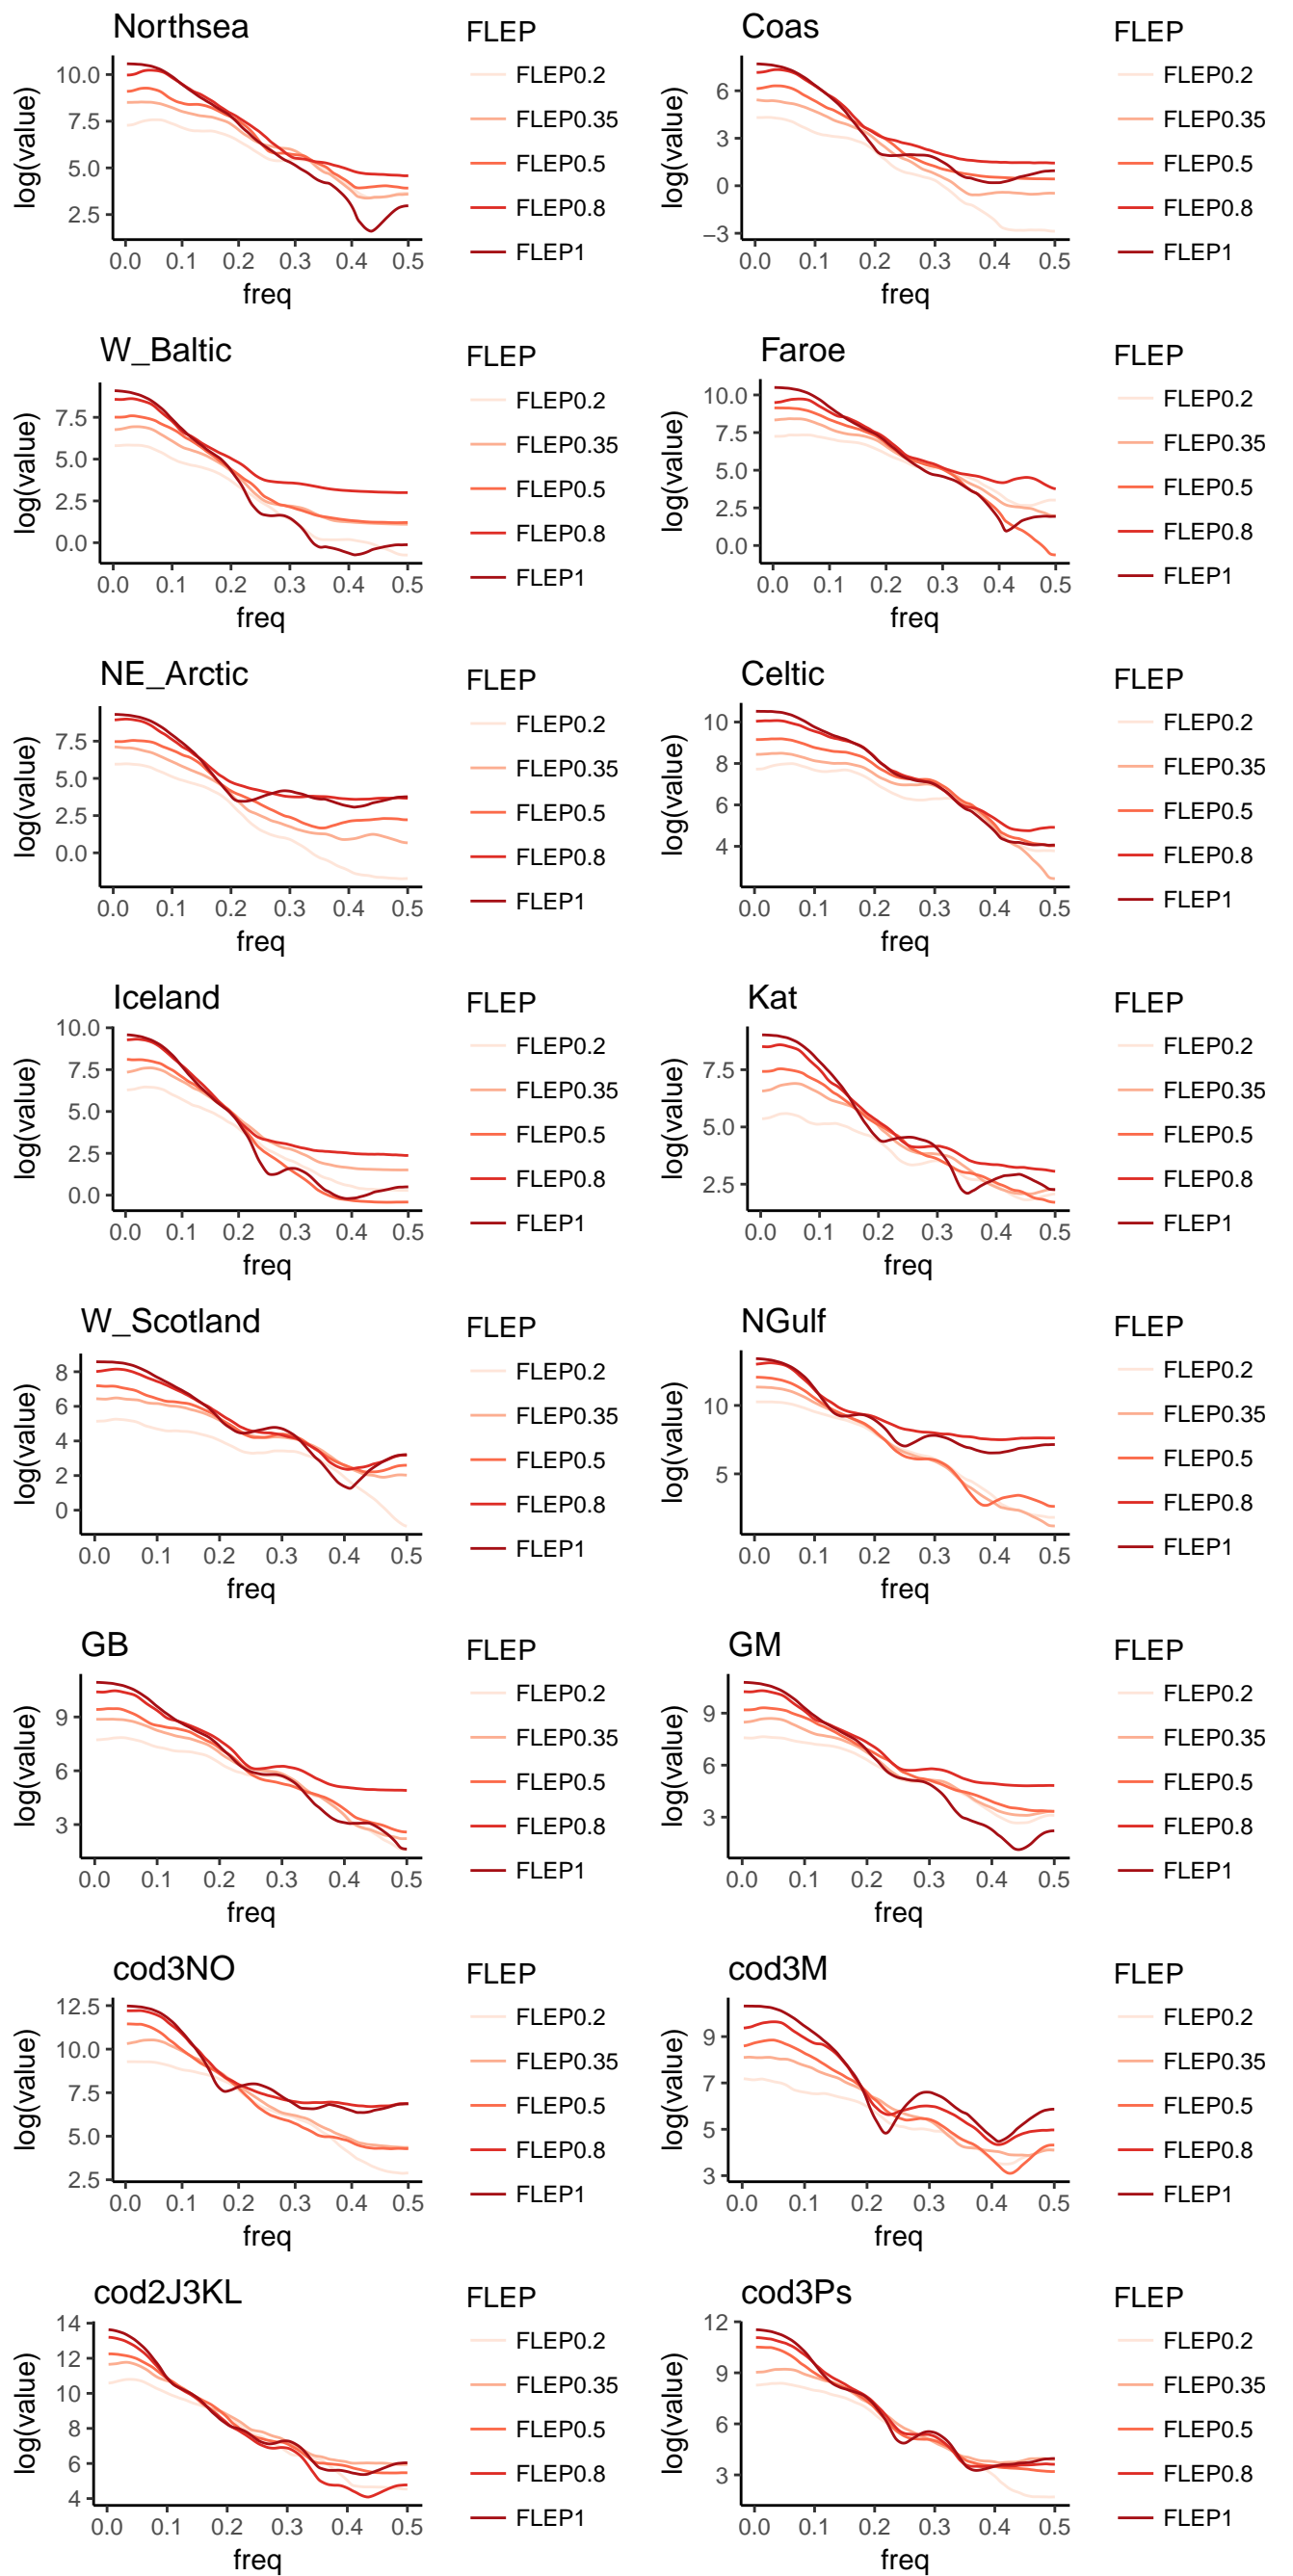 Northsea
FLEP
10.0
7.5
5.0
2.5
log(value)
0.0 0.1 0.2 0.3 0.4 0.5
freq
FLEP0.2
FLEP0.35
FLEP0.5
FLEP0.8
FLEP1
Coas
FLEP
6
3
0
−3
log(value)
0.0 0.1 0.2 0.3 0.4 0.5
freq
FLEP0.2
FLEP0.35
FLEP0.5
FLEP0.8
FLEP1
W_Baltic
FLEP
7.5
5.0
2.5
0.0
log(value)
0.0 0.1 0.2 0.3 0.4 0.5
freq
FLEP0.2
FLEP0.35
FLEP0.5
FLEP0.8
FLEP1
Faroe
FLEP
10.0
7.5
5.0
2.5
0.0
log(value)
0.0 0.1 0.2 0.3 0.4 0.5
freq
FLEP0.2
FLEP0.35
FLEP0.5
FLEP0.8
FLEP1
NE_Arctic
FLEP
7.5
5.0
2.5
0.0
log(value)
0.0 0.1 0.2 0.3 0.4 0.5
freq
FLEP0.2
FLEP0.35
FLEP0.5
FLEP0.8
FLEP1
Celtic
FLEP
10
8
6
4
log(value)
0.0 0.1 0.2 0.3 0.4 0.5
freq
FLEP0.2
FLEP0.35
FLEP0.5
FLEP0.8
FLEP1
Iceland
FLEP
10.0
7.5
5.0
2.5
0.0
log(value)
0.0 0.1 0.2 0.3 0.4 0.5
freq
FLEP0.2
FLEP0.35
FLEP0.5
FLEP0.8
FLEP1
Kat
FLEP
7.5
5.0
2.5
log(value)
0.0 0.1 0.2 0.3 0.4 0.5
freq
FLEP0.2
FLEP0.35
FLEP0.5
FLEP0.8
FLEP1
W_Scotland
FLEP
8
6
4
2
0
log(value)
0.0 0.1 0.2 0.3 0.4 0.5
freq
FLEP0.2
FLEP0.35
FLEP0.5
FLEP0.8
FLEP1
NGulf
FLEP
10
5
log(value)
0.0 0.1 0.2 0.3 0.4 0.5
freq
FLEP0.2
FLEP0.35
FLEP0.5
FLEP0.8
FLEP1
GB
FLEP
9
6
3
log(value)
0.0 0.1 0.2 0.3 0.4 0.5
freq
FLEP0.2
FLEP0.35
FLEP0.5
FLEP0.8
FLEP1
GM
FLEP
9
6
3
log(value)
0.0 0.1 0.2 0.3 0.4 0.5
freq
FLEP0.2
FLEP0.35
FLEP0.5
FLEP0.8
FLEP1
cod3NO
FLEP
12.5
10.0
7.5
5.0
2.5
log(value)
0.0 0.1 0.2 0.3 0.4 0.5
freq
FLEP0.2
FLEP0.35
FLEP0.5
FLEP0.8
FLEP1
cod3M
FLEP
9
7
5
3
log(value)
0.0 0.1 0.2 0.3 0.4 0.5
freq
FLEP0.2
FLEP0.35
FLEP0.5
FLEP0.8
FLEP1
cod2J3KL
FLEP
14
12
10
8
6
4
log(value)
0.0 0.1 0.2 0.3 0.4 0.5
freq
FLEP0.2
FLEP0.35
FLEP0.5
FLEP0.8
FLEP1
cod3Ps
FLEP
12
9
6
3
log(value)
0.0 0.1 0.2 0.3 0.4 0.5
freq
FLEP0.2
FLEP0.35
FLEP0.5
FLEP0.8
FLEP1